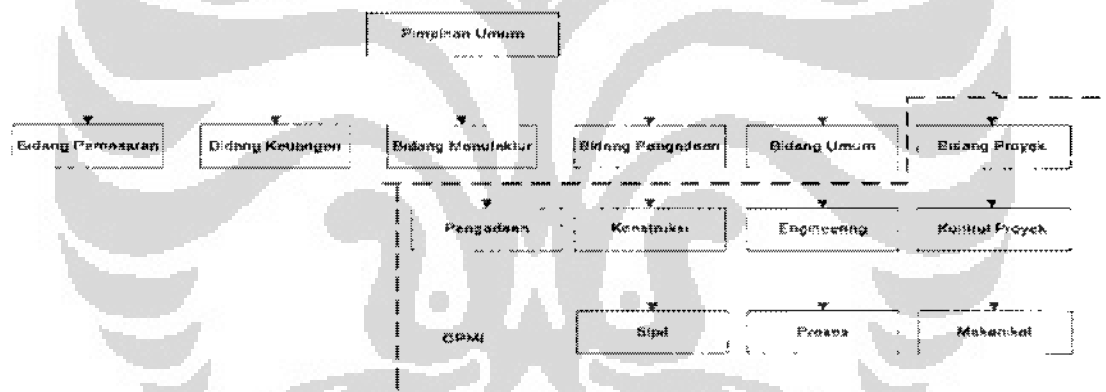 Pimpinan Umum
Bidang Pemasaran
Bidang Keuangan
Bidang Manufaktur
Bidang Pengadaan
Bidang Umum
Bidang Proyek
Pengadaan
Konstruksi
Engineering
Kontrol Proyek
CPMI
Sipil
Proses
Mekanikal